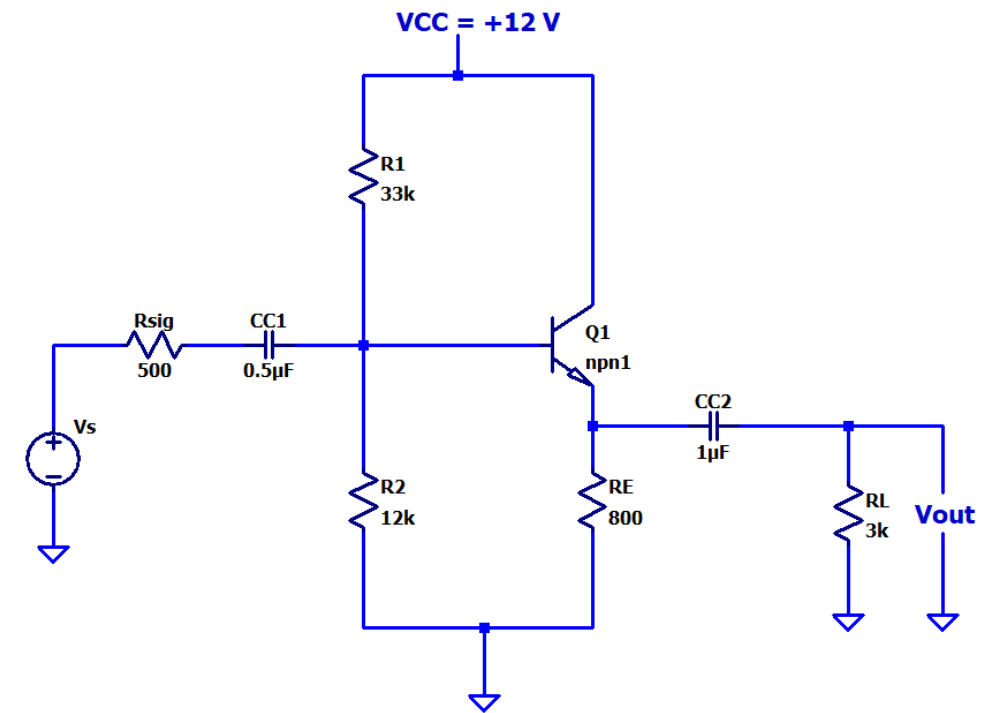 VCC = +12 V
R1
33k
Rsig
500
CC1
0.5µF
Q1
npn1
Vs
CC2
1µF
R2
12k
RE
800
RL
3k
Vout